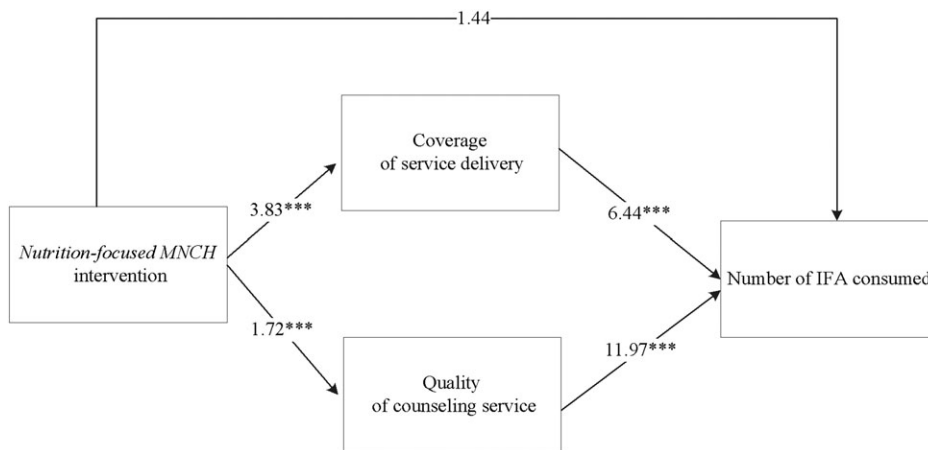 1.44
Coverage
of service delivery
3.83***
6.44***
Nutrition-focused MNCH
intervention
Number of IFA consumed
1.72***
11.97***
Quality
of counseling service